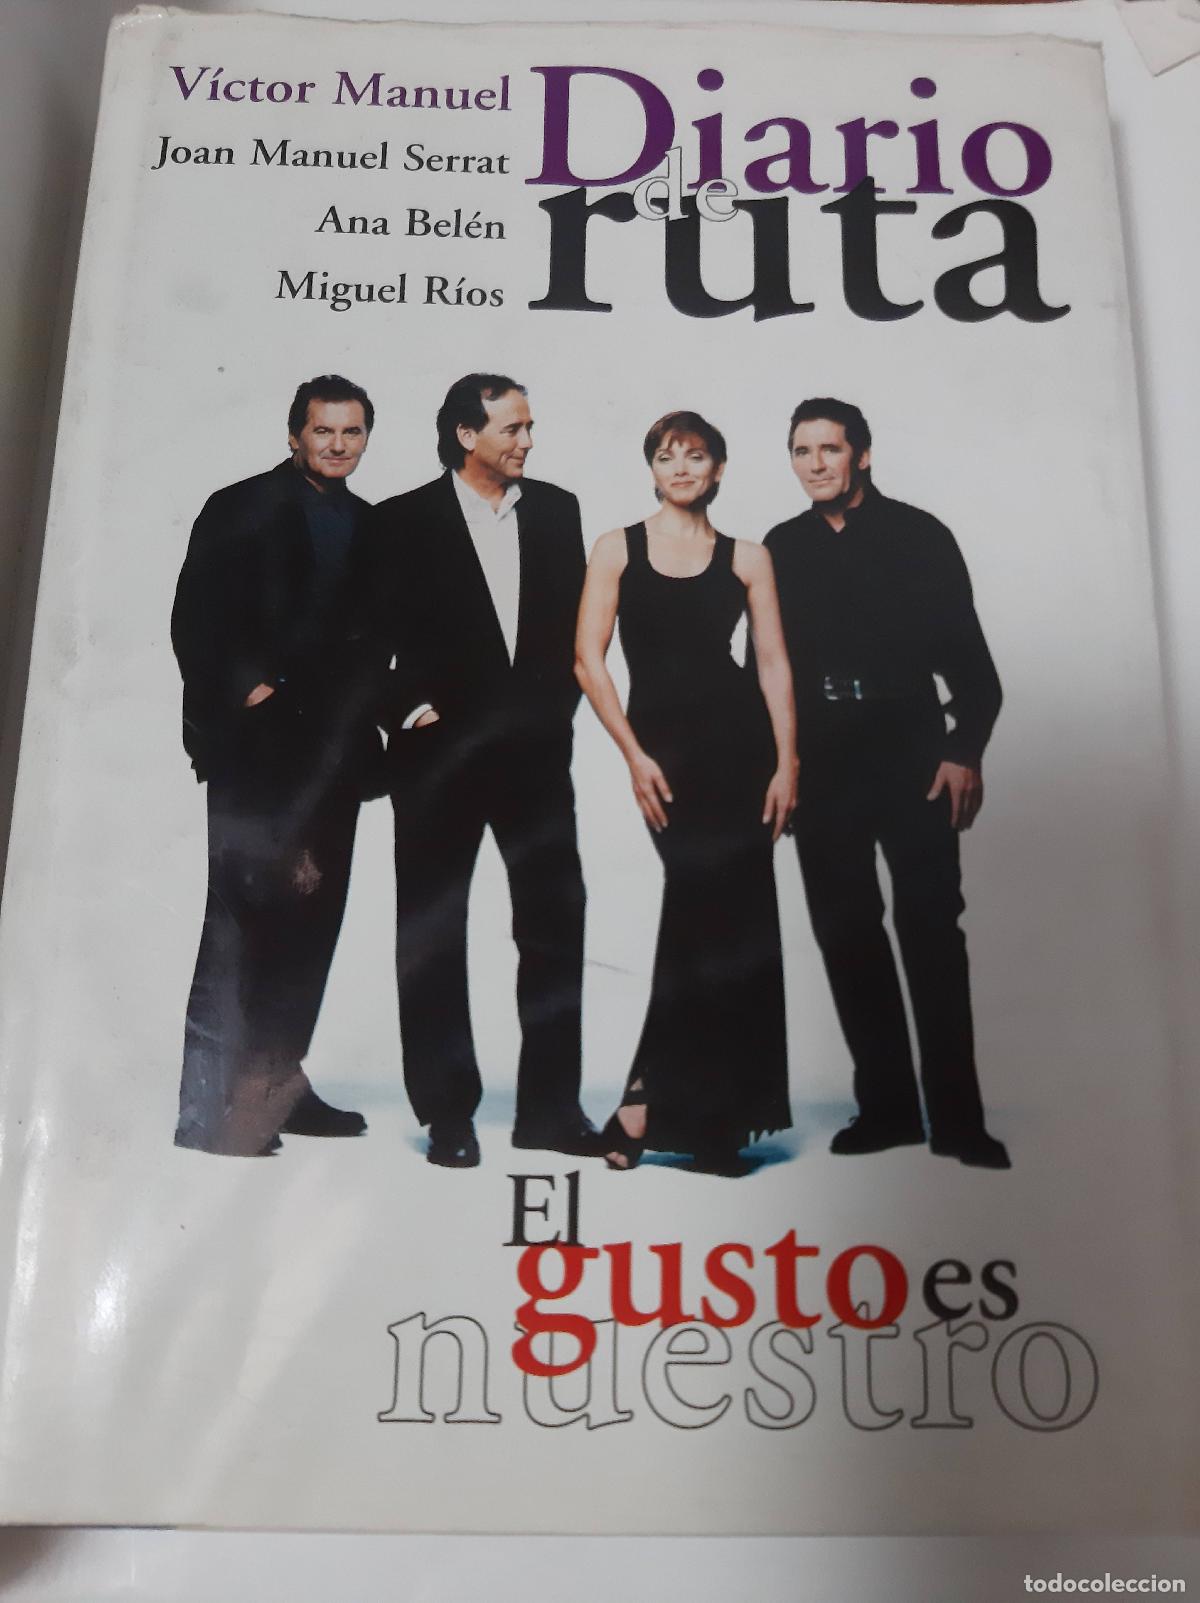 Víctor Manuel
Joan Manuel Serrat
Ana Belén
Miguel Ríos
Diario
de
ruta
El
gusto es
nuestro
todocoleccion